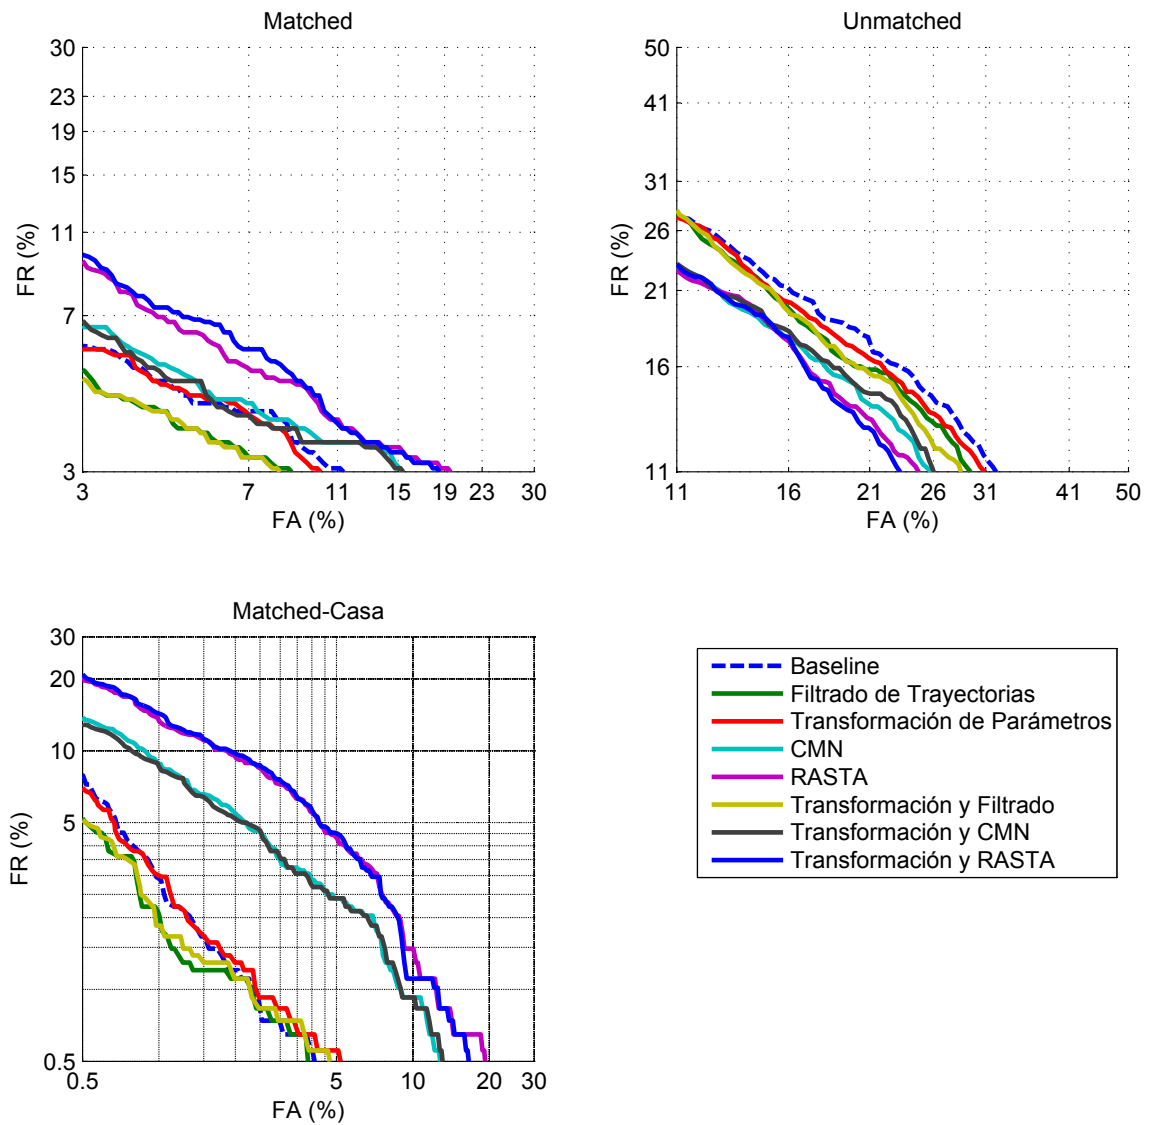 Matched
30
23
19
15
11
7
3
FR (%)
3 7 11 15 19 23 30
FA (%)
Unmatched
50
41
31
26
21
16
11
FR (%)
11 16 21 26 31 41 50
FA (%)
Matched-Casa
30
20
10
5
0.5
FR (%)
0.5 5 10 20 30
FA (%)
Baseline
Filtrado de Trayectorias
Transformación de Parámetros
CMN
RASTA
Transformación y Filtrado
Transformación y CMN
Transformación y RASTA